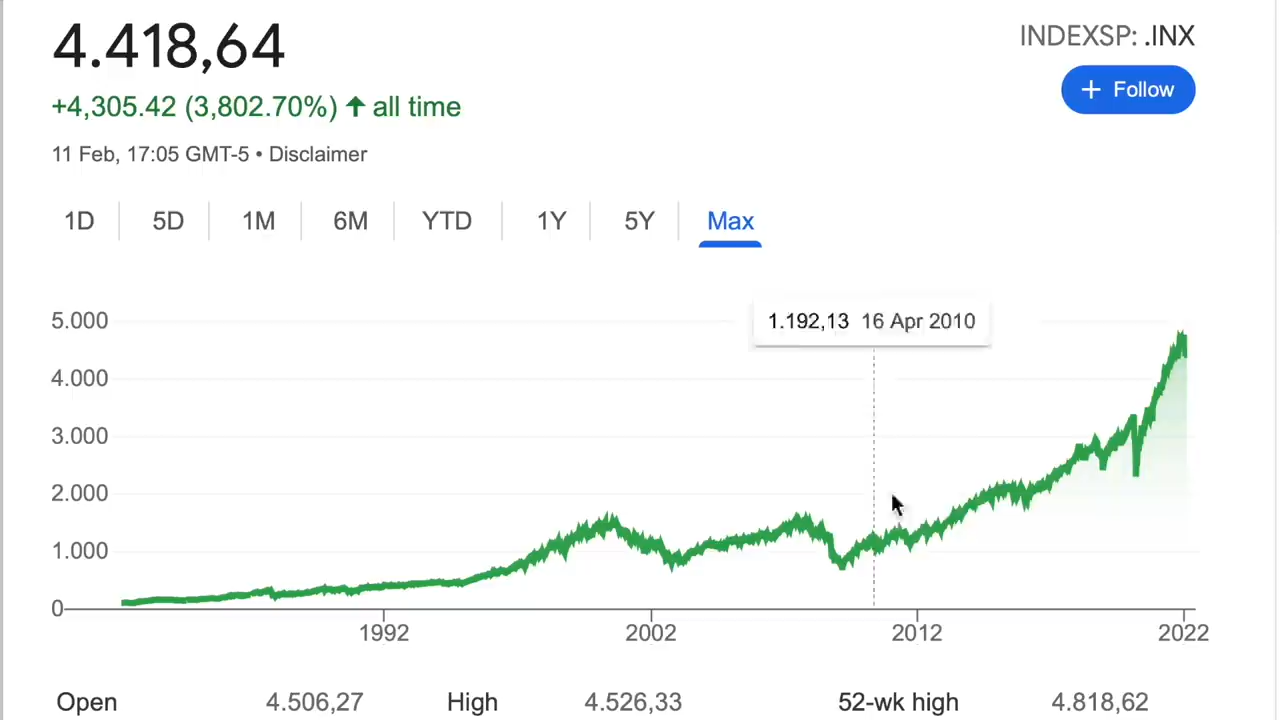 4.418,64
INDEXSP: .INX
+4,305.42 (3,802.70%) ↑ all time
+ Follow
11 Feb, 17:05 GMT-5 • Disclaimer
1D 5D 1M 6M YTD 1Y 5Y Max
1.192,13 16 Apr 2010
5.000
4.000
3.000
2.000
1.000
0
1992 2002 2012 2022
Open 4.506,27 High 4.526,33 52-wk high 4.818,62